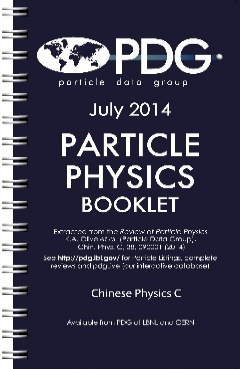 PDG
particle data group
July 2014
PARTICLE
PHYSICS
BOOKLET
Extracted from the Review of Particle Physics
K.A. Olive et al. (Particle Data Group),
Chin. Phys. C, 38, 090001 (2014)
See http://pdg.lbl.gov/ for Particle Listings, complete
reviews and pdgLive (our interactive database)
Chinese Physics C
Available from PDG at LBNL and CERN